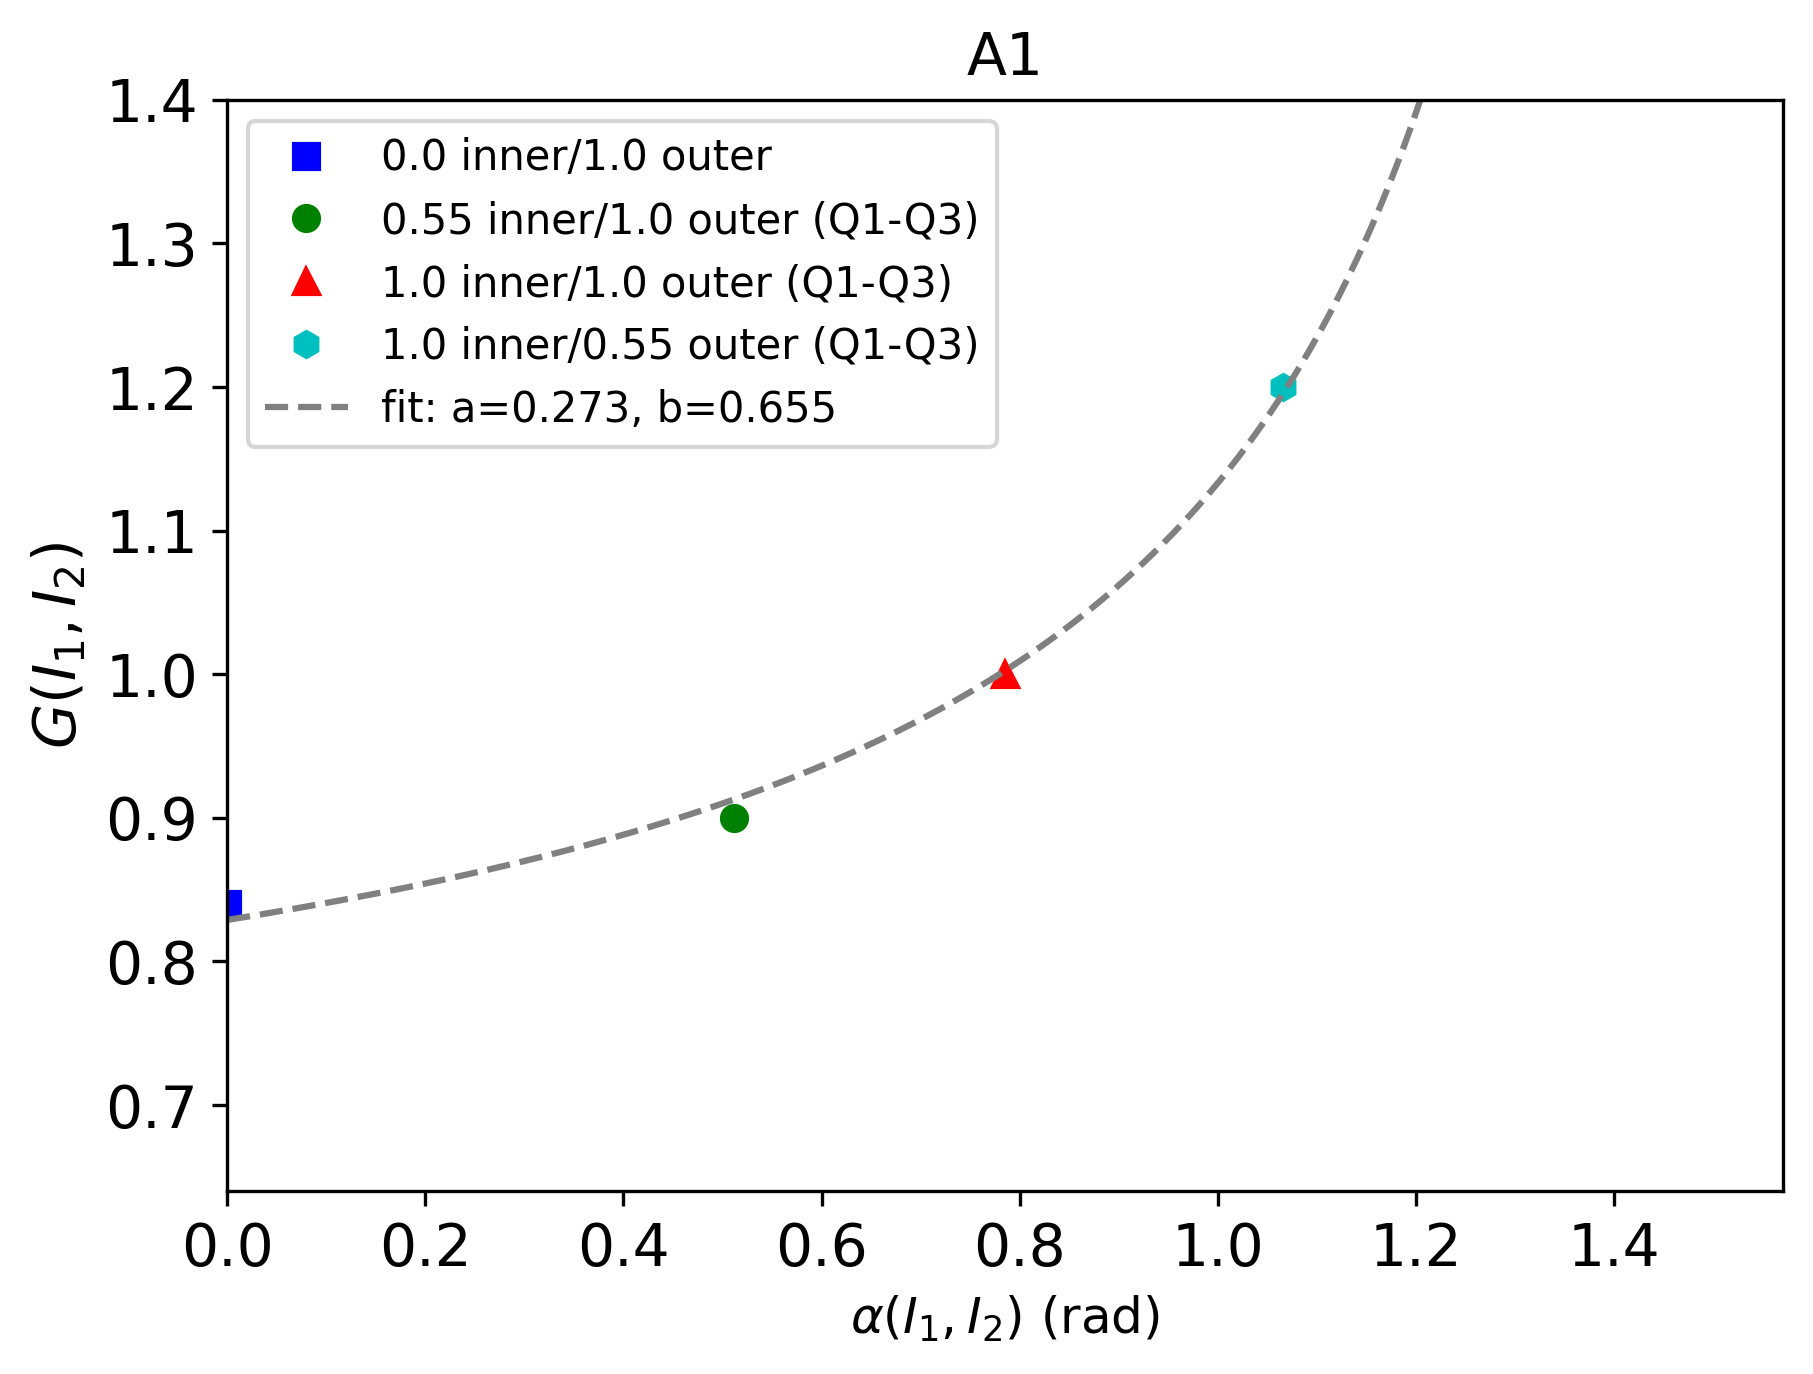 A1
1.4
1.3
1.2
1.1
1.0
0.9
0.8
0.7
G(I₁, I₂)
0.0 inner/1.0 outer
0.55 inner/1.0 outer (Q1-Q3)
1.0 inner/1.0 outer (Q1-Q3)
1.0 inner/0.55 outer (Q1-Q3)
fit: a=0.273, b=0.655
0.0 0.2 0.4 0.6 0.8 1.0 1.2 1.4
α(I₁, I₂) (rad)